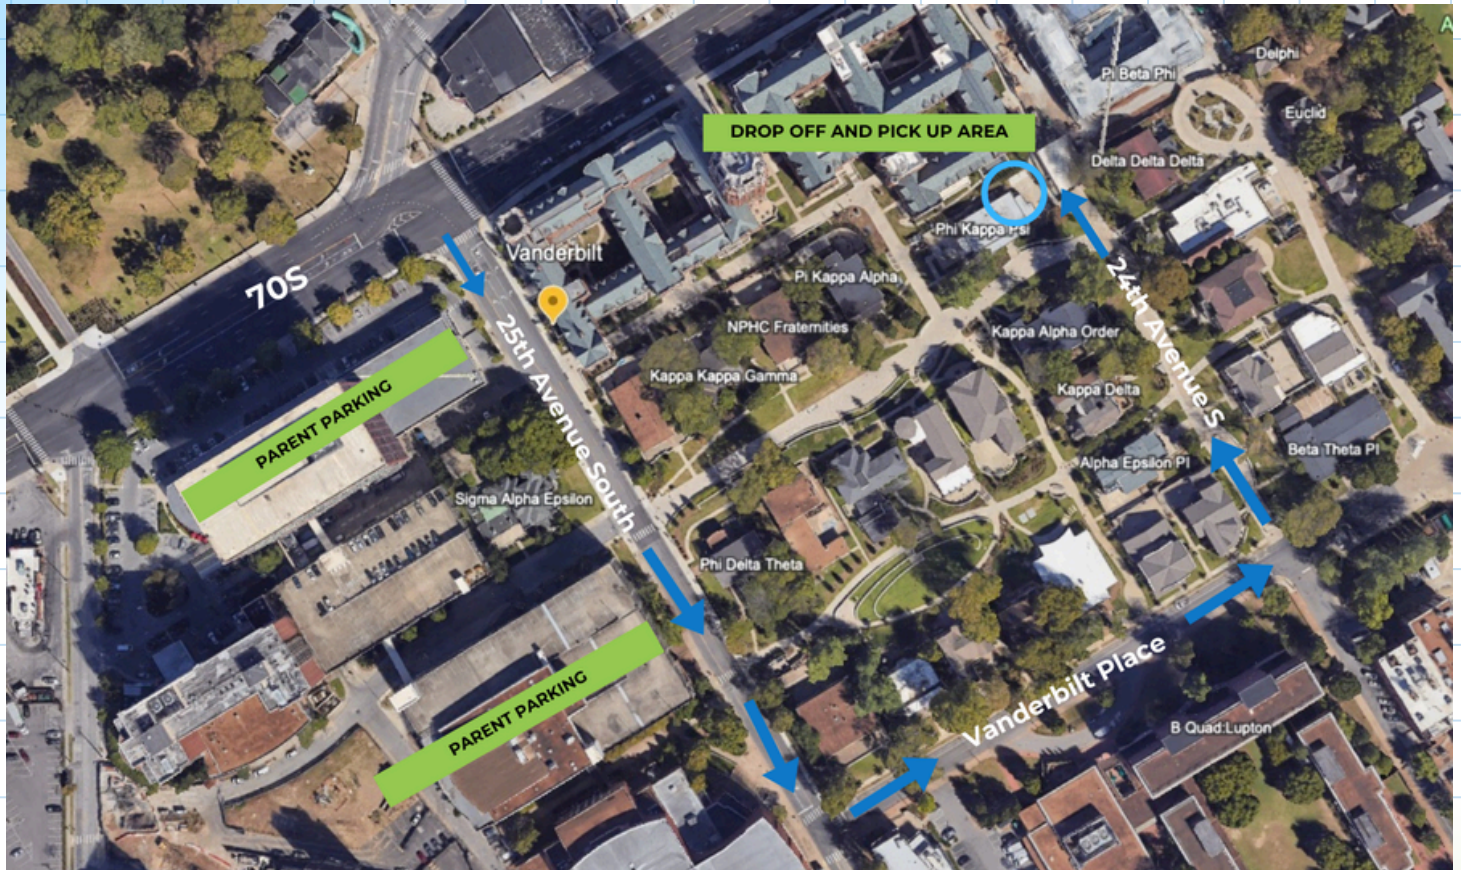 A
Delphi
Pi Beta Phi
Euclid
DROP OFF AND PICK UP AREA
Delta Delta Delta
Phi Kappa Psi
Vanderbilt
70S
Pi Kappa Alpha
24th Avenue S
NPHC Fraternities
Kappa Alpha Order
25th Avenue South
Kappa Kappa Gamma
Kappa Delta
PARENT PARKING
Beta Theta PI
Alpha Epsilon PI
Sigma Alpha Epsilon
Phi Delta Theta
Vanderbilt Place
PARENT PARKING
B Quad:Lupton